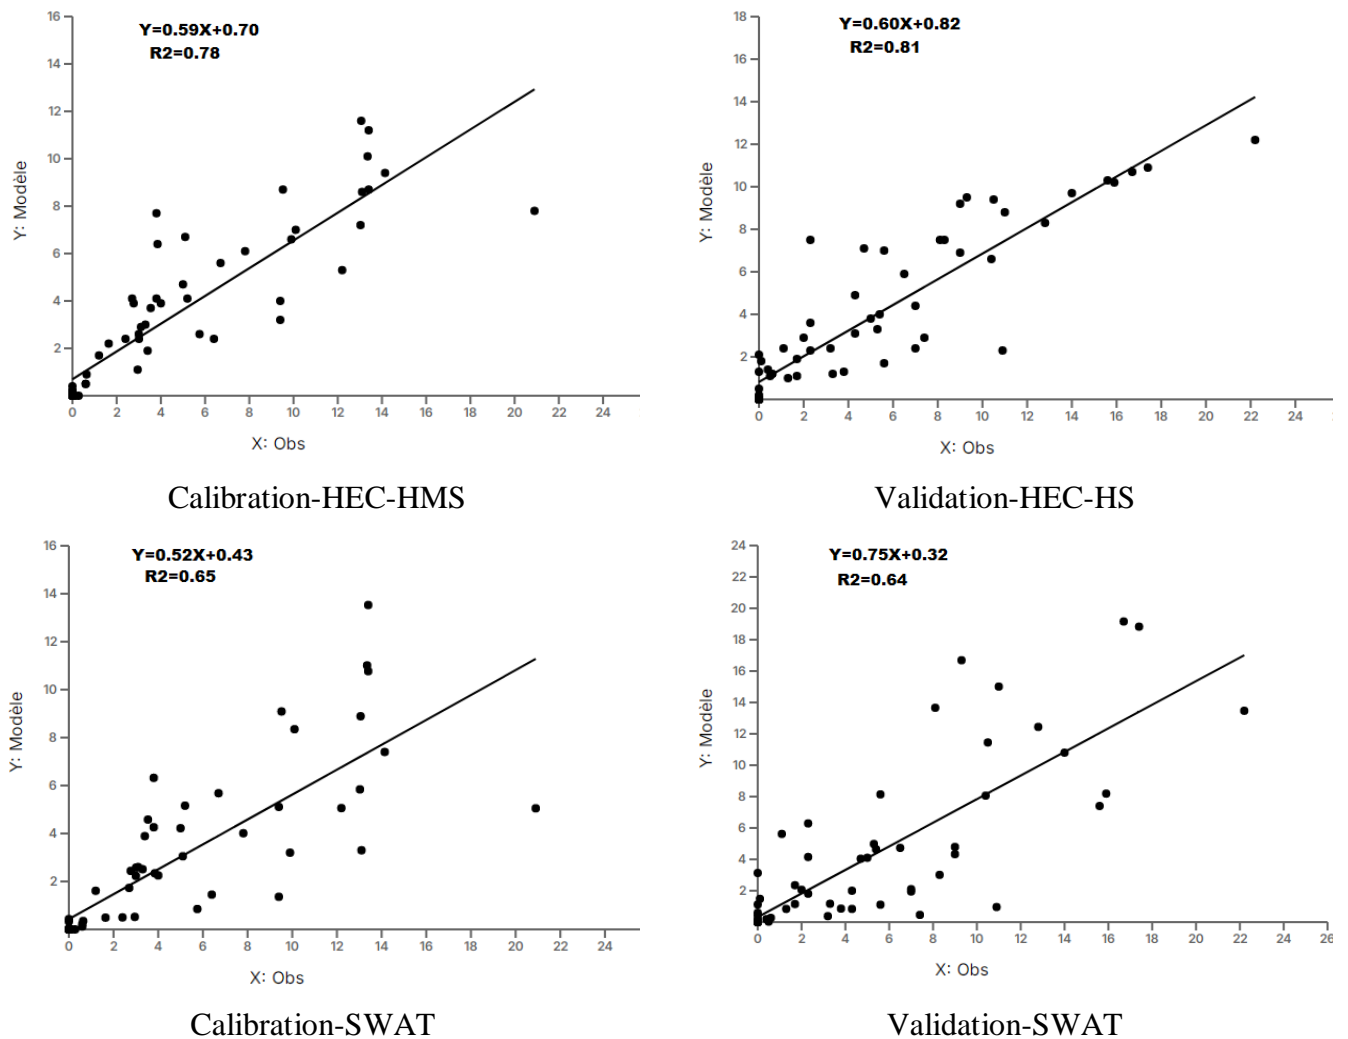 Y=0.59X+0.70
R2=0.78
16
14
12
10
8
6
4
2
Y: Modèle
0 2 4 6 8 10 12 14 16 18 20 22 24
X: Obs
Calibration-HEC-HMS
Y=0.60X+0.82
R2=0.81
18
16
14
12
10
8
6
4
2
Y: Modèle
0 2 4 6 8 10 12 14 16 18 20 22 24
X: Obs
Validation-HEC-HS
Y=0.52X+0.43
R2=0.65
16
14
12
10
8
6
4
2
Y: Modèle
0 2 4 6 8 10 12 14 16 18 20 22 24
X: Obs
Calibration-SWAT
Y=0.75X+0.32
R2=0.64
24
22
20
18
16
14
12
10
8
6
4
2
Y: Modèle
0 2 4 6 8 10 12 14 16 18 20 22 24 26
X: Obs
Validation-SWAT